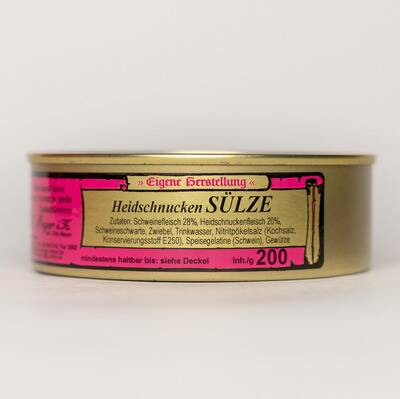 » Eigene Herstellung «
Heidschnucken SÜLZE
Zutaten: Schweinefleisch 28%, Heidschnuckenfleisch 20%,
Schweineschwarte, Zwiebel, Trinkwasser, Nitritpökelsalz (Kochsalz,
Konservierungsstoff E250), Speisegelatine (Schwein), Gewürze
mindestens haltbar bis: siehe Deckel
Inh./g 200